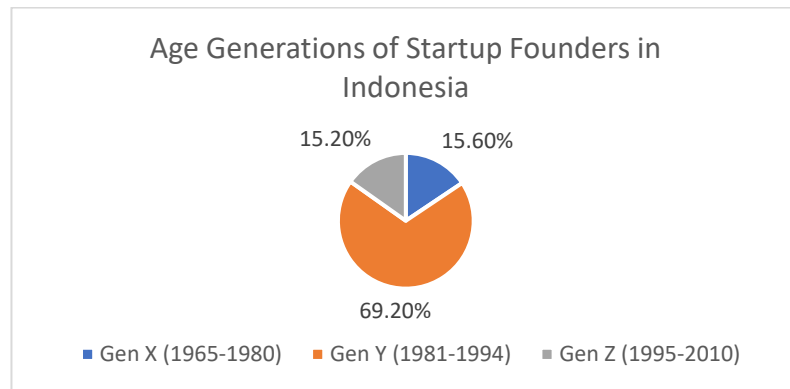 Age Generations of Startup Founders in
Indonesia
15.20%
15.60%
69.20%
Gen X (1965-1980)
Gen Y (1981-1994)
Gen Z (1995-2010)